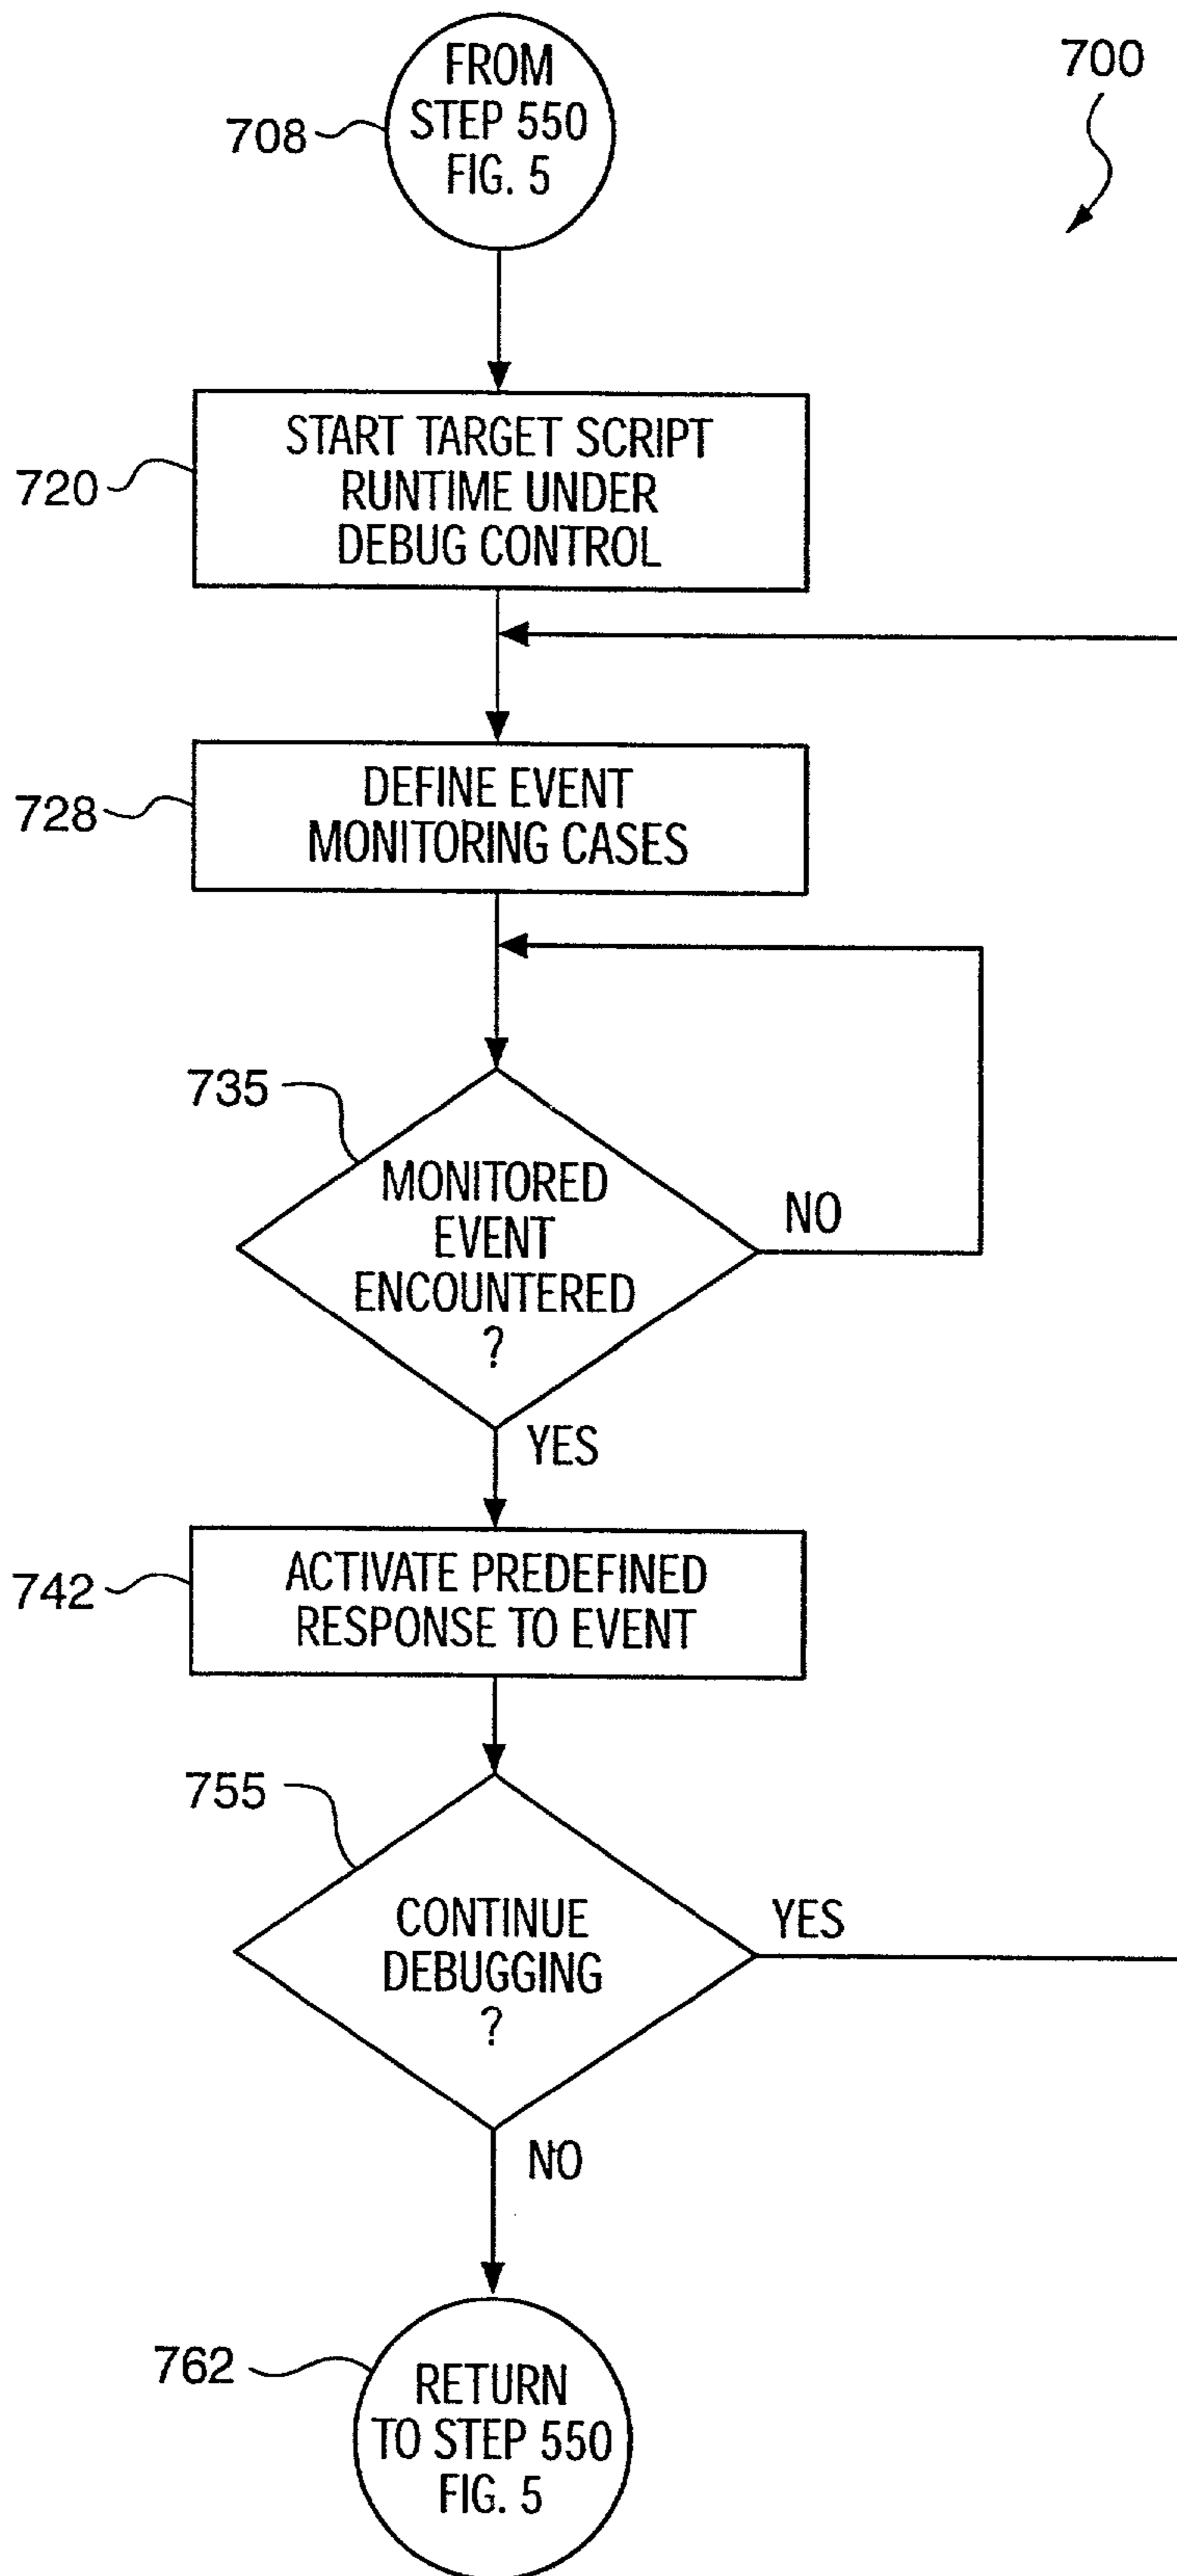 700
708
FROM
STEP 550
FIG. 5
720
START TARGET SCRIPT
RUNTIME UNDER
DEBUG CONTROL
728
DEFINE EVENT
MONITORING CASES
735
MONITORED
EVENT
ENCOUNTERED
?
NO
YES
742
ACTIVATE PREDEFINED
RESPONSE TO EVENT
755
CONTINUE
DEBUGGING
?
YES
NO
762
RETURN
TO STEP 550
FIG. 5